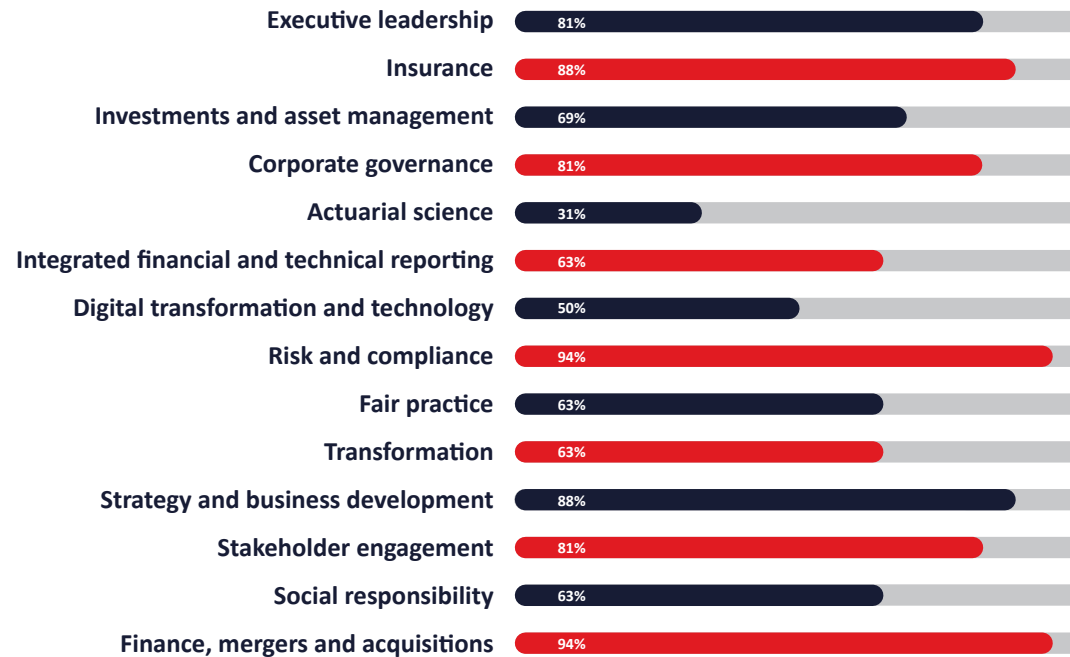 Executive leadership 81%
Insurance 88%
Investments and asset management 69%
Corporate governance 81%
Actuarial science 31%
Integrated financial and technical reporting 63%
Digital transformation and technology 50%
Risk and compliance 94%
Fair practice 63%
Transformation 63%
Strategy and business development 88%
Stakeholder engagement 81%
Social responsibility 63%
Finance, mergers and acquisitions 94%